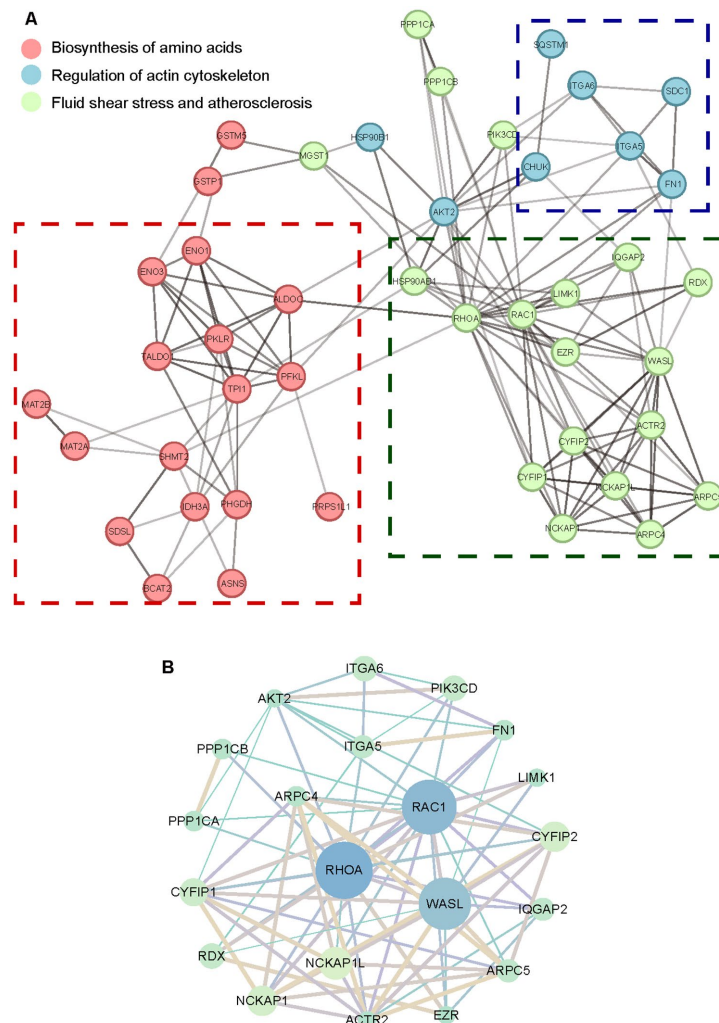 A
Biosynthesis of amino acids
Regulation of actin cytoskeleton
Fluid shear stress and atherosclerosis
PPP1CA
SQSTM1
PPP1CB
ITGA6
SDC1
GSTM5
HSP90B1
PIK3CD
MGST1
ITGA5
CHUK
GSTP1
FN1
AKT2
ENO1
IQGAP2
ENO3
HSP90AB1
RDX
ALDOC
LIMK1
RHOA
RAC1
PKLR
TALDO1
EZR
WASL
PFKL
TPI1
MAT2B
ACTR2
MAT2A
CYFIP2
SHMT2
CYFIP1
NCKAP1L
ARPC5
IDH3A
PHGDH
PRPS1L1
NCKAP1
SDSL
ARPC4
BCAT2
ASNS
B
ITGA6
PIK3CD
AKT2
FN1
PPP1CB
ITGA5
LIMK1
ARPC4
RAC1
PPP1CA
CYFIP2
RHOA
CYFIP1
WASL
IQGAP2
RDX
NCKAP1L
ARPC5
NCKAP1
ACTR2
EZR